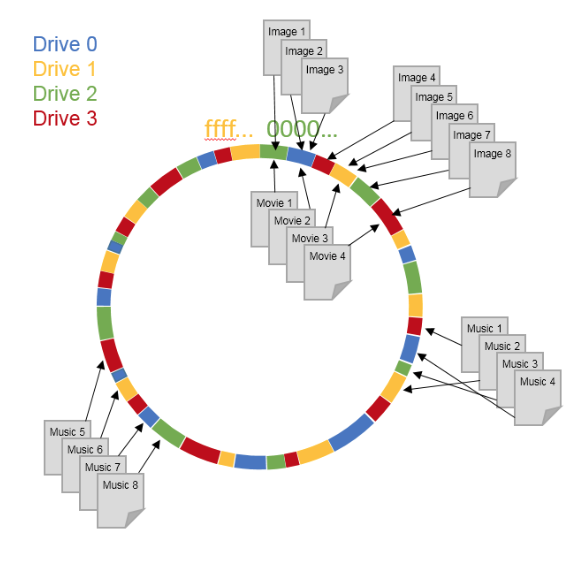 Drive 0
Drive 1
Drive 2
Drive 3
ffff... 0000...
Image 1
Image 2
Image 3
Image 4
Image 5
Image 6
Image 7
Image 8
Movie 1
Movie 2
Movie 3
Movie 4
Music 1
Music 2
Music 3
Music 4
Music 5
Music 6
Music 7
Music 8